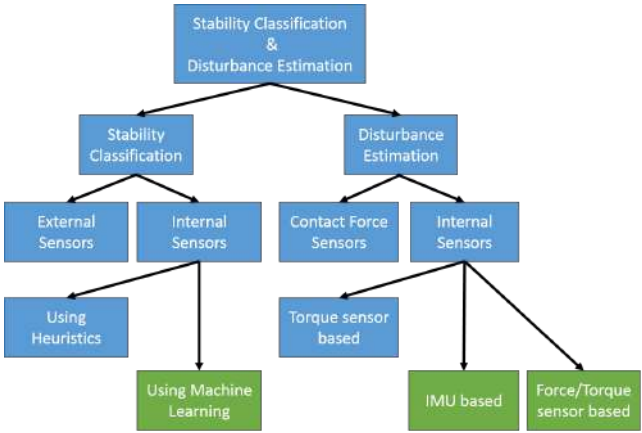 Stability Classification
&
Disturbance Estimation
Stability
Classification
Disturbance
Estimation
External
Sensors
Internal
Sensors
Contact Force
Sensors
Internal
Sensors
Using
Heuristics
Torque sensor
based
Using Machine
Learning
IMU based
Force/Torque
sensor based